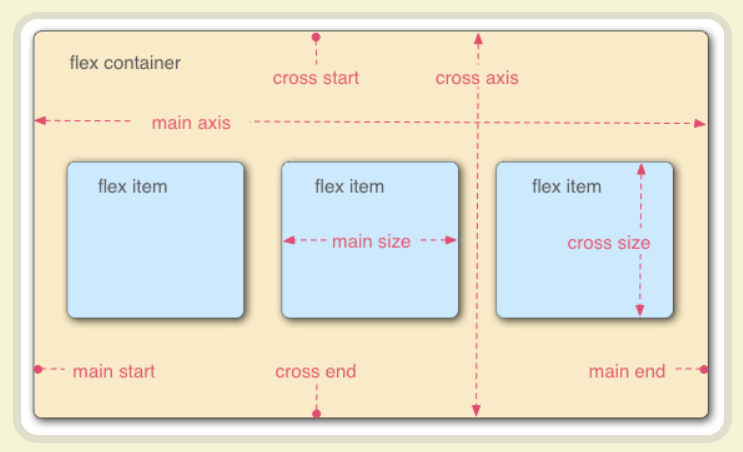 flex container
cross start
cross axis
main axis
flex item
flex item
flex item
main size
cross size
main start
cross end
main end